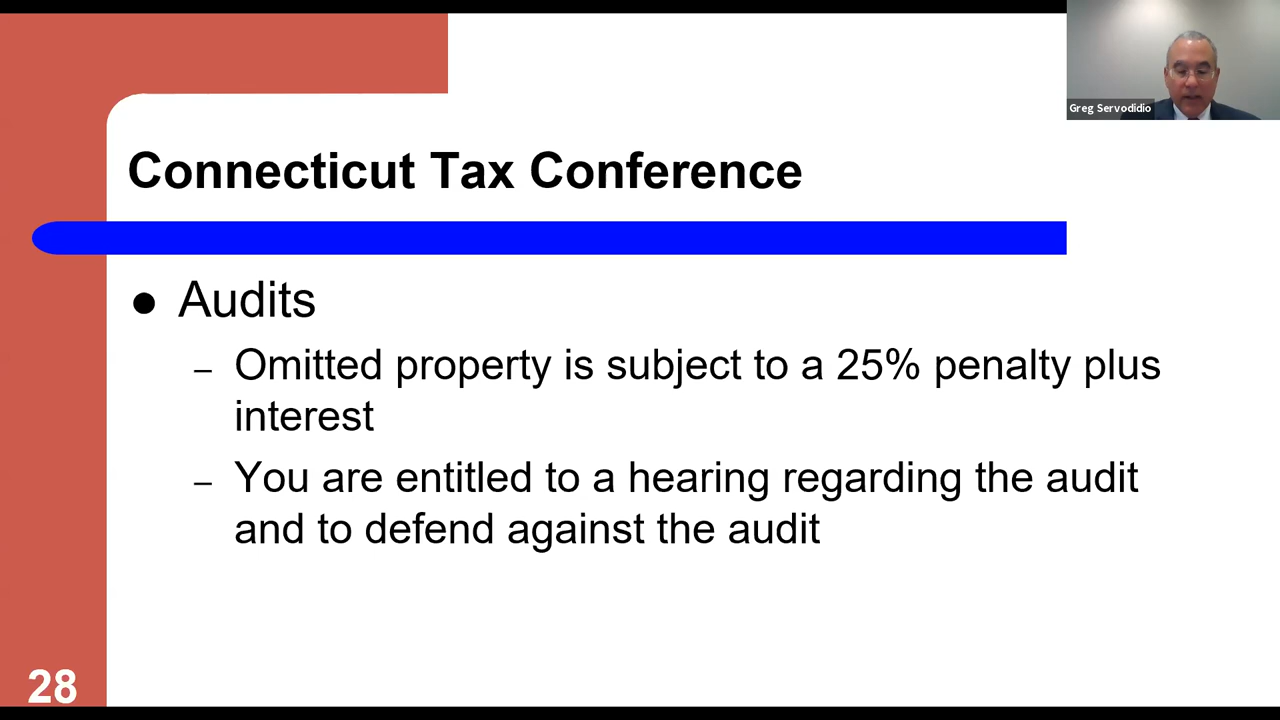 Greg Servodidio
Connecticut Tax Conference
● Audits
– Omitted property is subject to a 25% penalty plus
interest
– You are entitled to a hearing regarding the audit
and to defend against the audit
28